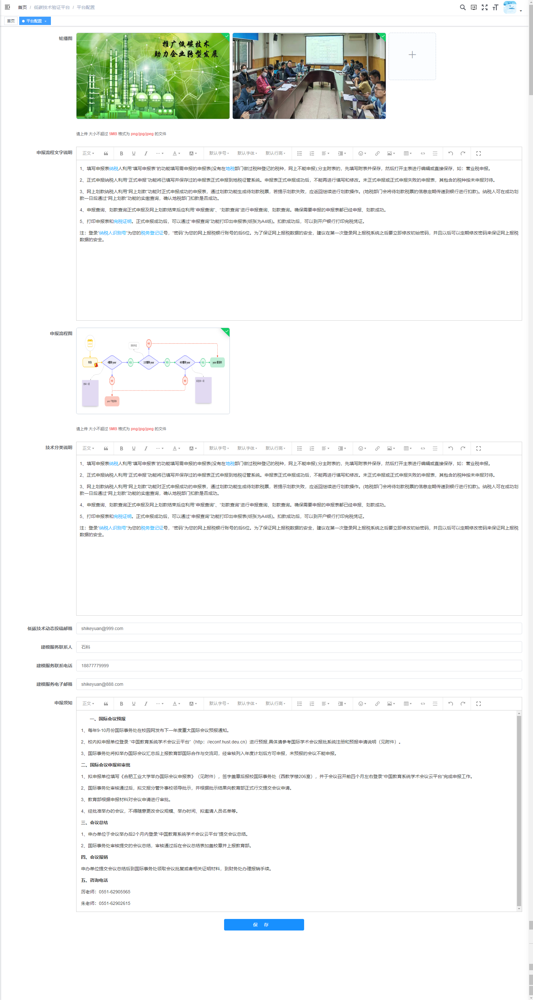 首页 / 低碳技术验证平台 / 平台配置
首页
平台配置 ×
轮播图
推广低碳技术
助力企业转型发展
请上传 大小不超过 5MB 格式为 png/jpg/jpeg 的文件
申报流程文字说明
正文 B U I ··· A A 默认字号 默认字体 默认行高
1、填写申报表纳税人利用“填写申报表”的功能填写需申报的申报表(没有在地税部门做过税种登记的税种，网上不能申报);分主附表的，先填写附表并保存，然后打开主表进行编辑或直接保存，如：营业税申报。
2、正式申报纳税人利用“正式申报”功能将已填写并保存过的申报表正式申报到地税征管系统。申报表正式申报成功后，不能再进行填写和修改。未正式申报或正式申报失败的申报表，其包含的税种按未申报对待。
3、网上划款纳税人利用“网上划款”功能对正式申报成功的申报表，通过划款功能生成待划款税票，若提示划款失败，应返回继续进行划款操作。(地税部门会将待划款税票的信息定期传递到银行进行扣款)。纳税人可在成功划
款一日后通过“网上划款”功能的实缴查询，确认地税部门扣款是否成功。
4、申报查询、划款查询正式申报及网上划款结束后应利用“申报查询”、“划款查询”进行申报查询、划款查询。确保需要申报的申报表都已经申报、划款成功。
5、打印申报表和完税证明。正式申报成功后，可以通过“申报查询”功能打印出申报表(纸张为A4纸)。扣款成功后，可以到开户银行打印完税凭证。
注：登录“纳税人识别号”为您的税务登记证号，“密码”为您的网上报税银行账号的后6位。为了保证网上报税数据的安全，建议在第一次登录网上报税系统之后要立即修改初始密码，并且以后可以定期修改密码来保证网上报税
数据的安全。
申报流程图
NO
年份 4整除 year YES 100整除 year YES 400整除 year YES year 是闰年
NO NO
year 不是闰年
请上传 大小不超过 5MB 格式为 png/jpg/jpeg 的文件
技术分类说明
正文 B U I ··· A A 默认字号 默认字体 默认行高
1、填写申报表纳税人利用“填写申报表”的功能填写需申报的申报表(没有在地税部门做过税种登记的税种，网上不能申报);分主附表的，先填写附表并保存，然后打开主表进行编辑或直接保存，如：营业税申报。
2、正式申报纳税人利用“正式申报”功能将已填写并保存过的申报表正式申报到地税征管系统。申报表正式申报成功后，不能再进行填写和修改。未正式申报或正式申报失败的申报表，其包含的税种按未申报对待。
3、网上划款纳税人利用“网上划款”功能对正式申报成功的申报表，通过划款功能生成待划款税票，若提示划款失败，应返回继续进行划款操作。(地税部门会将待划款税票的信息定期传递到银行进行扣款)。纳税人可在成功划
款一日后通过“网上划款”功能的实缴查询，确认地税部门扣款是否成功。
4、申报查询、划款查询正式申报及网上划款结束后应利用“申报查询”、“划款查询”进行申报查询、划款查询。确保需要申报的申报表都已经申报、划款成功。
5、打印申报表和完税证明。正式申报成功后，可以通过“申报查询”功能打印出申报表(纸张为A4纸)。扣款成功后，可以到开户银行打印完税凭证。
注：登录“纳税人识别号”为您的税务登记证号，“密码”为您的网上报税银行账号的后6位。为了保证网上报税数据的安全，建议在第一次登录网上报税系统之后要立即修改初始密码，并且以后可以定期修改密码来保证网上报税
数据的安全。
低碳技术动态投稿邮箱 shikeyuan@999.com
建模服务联系人 石科
建模服务联系电话 18877779999
建模服务电子邮箱 shikeyuan@888.com
申报须知
正文 B U I ··· A A 默认字号 默认字体 默认行高
一、国际会议预报
1、每年9-10月份国际事务处在校园网发布下一年度重大国际会议预报通知。
2、校内拟申报单位登录 “中国教育系统学术会议云平台”（http：//econf.hust.deu.cn）进行预报,具体请参考国际学术会议报批系统注册和预报申请说明（见附件）。
3、国际事务处将拟举办国际会议汇总后上报教育部国际合作与交流司，经审核列入年度计划后方可申报，未预报的会议不能申报。
二、国际会议申报和审批
1、拟申报单位填写《合肥工业大学举办国际会议申报表》（见附件），签字盖章后报校国际事务处（西教学楼206室），并于会议召开前四个月左右登录“中国教育系统学术会议云平台”完成申报工作。
2、国际事务处审核通过后，拟文报分管外事校领导批示，并根据批示结果向教育部正式行文提交会议申请。
3、教育部根据申报材料对会议申请进行审批。
4、经批准举办的会议，不得随意更改会议规模、举办时间、拟邀请人员名单等。
三、会议总结
1、申办单位于会议举办后2个月内登录“中国教育系统学术会议云平台”提交会议总结。
2、国际事务处审核提交的会议总结，审核通过后在会议总结表加盖校章并上报教育部。
四、会议报销
申办单位提交会议总结后到国际事务处领取会议批复或者相关证明材料，到财务处办理报销手续。
五、咨询电话
厉老师：0551-62905565
朱老师：0551-62902615
保 存